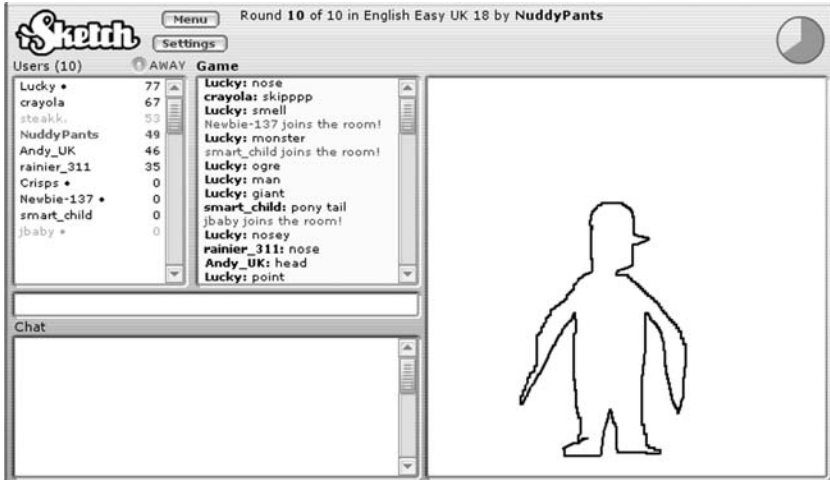 iSketch
Menu
Settings
Round 10 of 10 in English Easy UK 18 by NuddyPants
Users (10)
AWAY
Game
Lucky • 77
crayola 67
steakk. 53
NuddyPants 49
Andy_UK 46
rainier_311 35
Crisps • 0
Newbie-137 • 0
smart_child 0
jbaby • 0
Lucky: nose
crayola: skipppp
Lucky: smell
Newbie-137 joins the room!
Lucky: monster
smart_child joins the room!
Lucky: ogre
Lucky: man
Lucky: giant
smart_child: pony tail
jbaby joins the room!
Lucky: nosey
rainier_311: nose
Andy_UK: head
Lucky: point
Chat